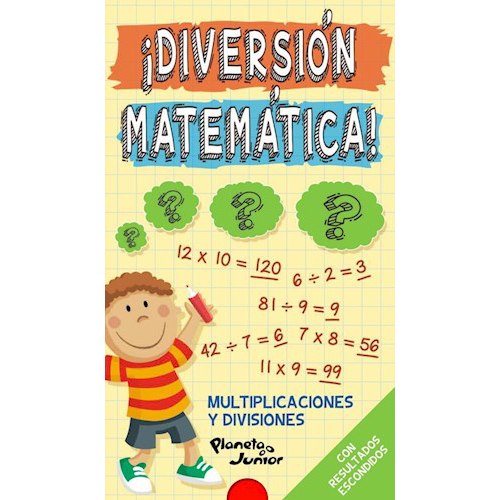 ¡DIVERSIÓN
MATEMÁTICA!
? ? ?
12 x 10 = 120
6 ÷ 2 = 3
81 ÷ 9 = 9
42 ÷ 7 = 6
7 x 8 = 56
11 x 9 = 99
MULTIPLICACIONES
Y DIVISIONES
Planeta
Junior
CON
RESULTADOS
ESCONDIDOS